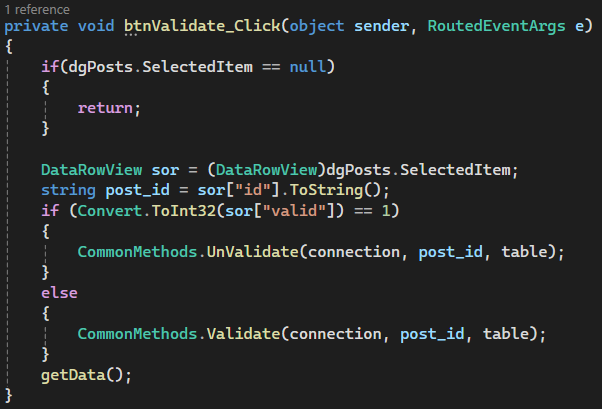 1 reference
private void btnValidate_Click(object sender, RoutedEventArgs e)
{
    if(dgPosts.SelectedItem == null)
    {
        return;
    }

    DataRowView sor = (DataRowView)dgPosts.SelectedItem;
    string post_id = sor["id"].ToString();
    if (Convert.ToInt32(sor["valid"]) == 1)
    {
        CommonMethods.UnValidate(connection, post_id, table);
    }
    else
    {
        CommonMethods.Validate(connection, post_id, table);
    }
    getData();
}